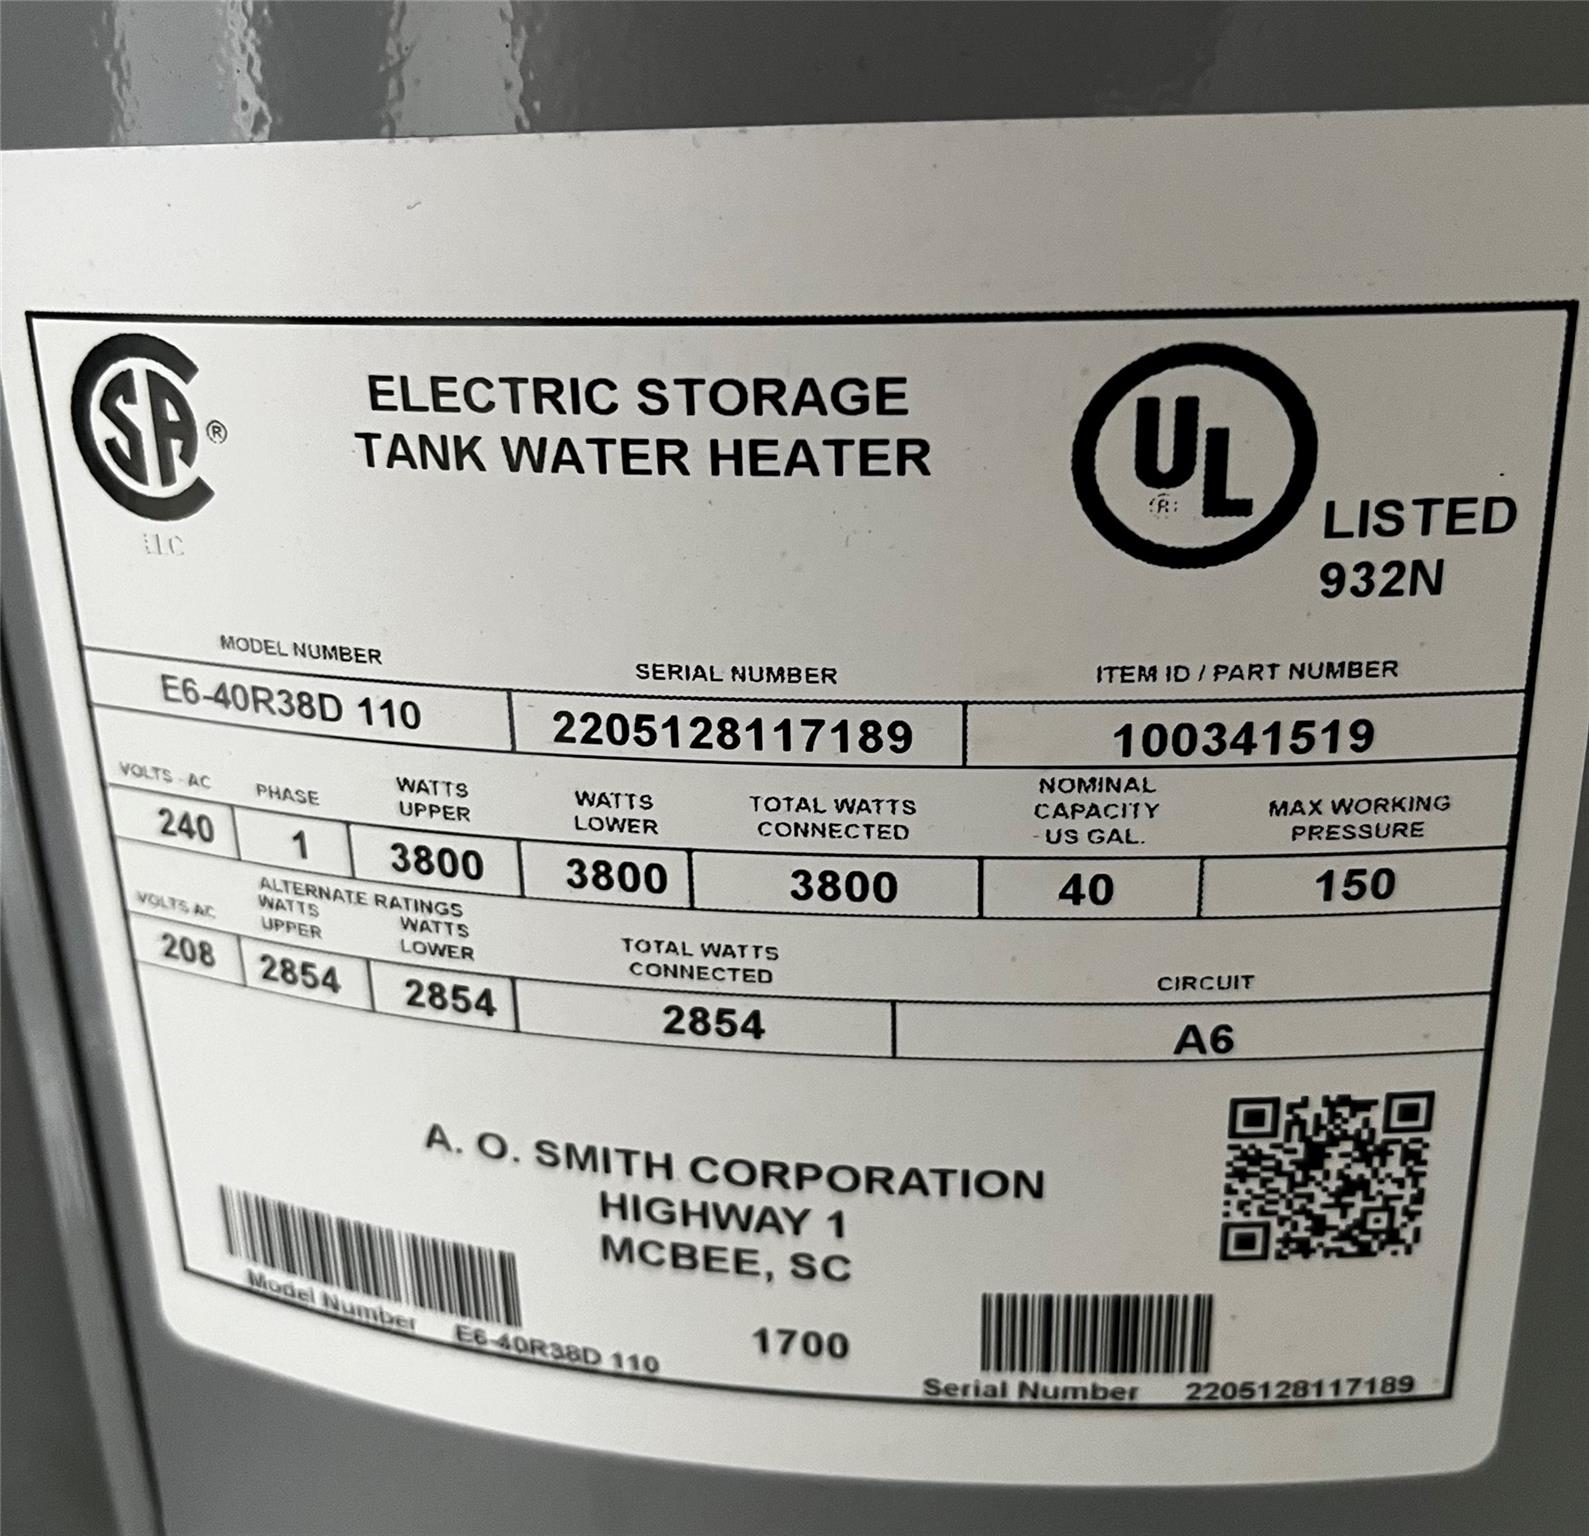 SA ®
ELECTRIC STORAGE
TANK WATER HEATER
UL ®
LISTED
932N
MODEL NUMBER SERIAL NUMBER ITEM ID / PART NUMBER
E6-40R38D 110 2205128117189 100341519
VOLTS - AC PHASE WATTS UPPER WATTS LOWER TOTAL WATTS CONNECTED NOMINAL CAPACITY - US GAL. MAX WORKING PRESSURE
240 1 3800 3800 3800 40 150
ALTERNATE RATINGS
VOLTS AC WATTS UPPER WATTS LOWER TOTAL WATTS CONNECTED CIRCUIT
208 2854 2854 2854 A6
A. O. SMITH CORPORATION
HIGHWAY 1
MCBEE, SC
Model Number E6-40R38D 110
1700
Serial Number 2205128117189